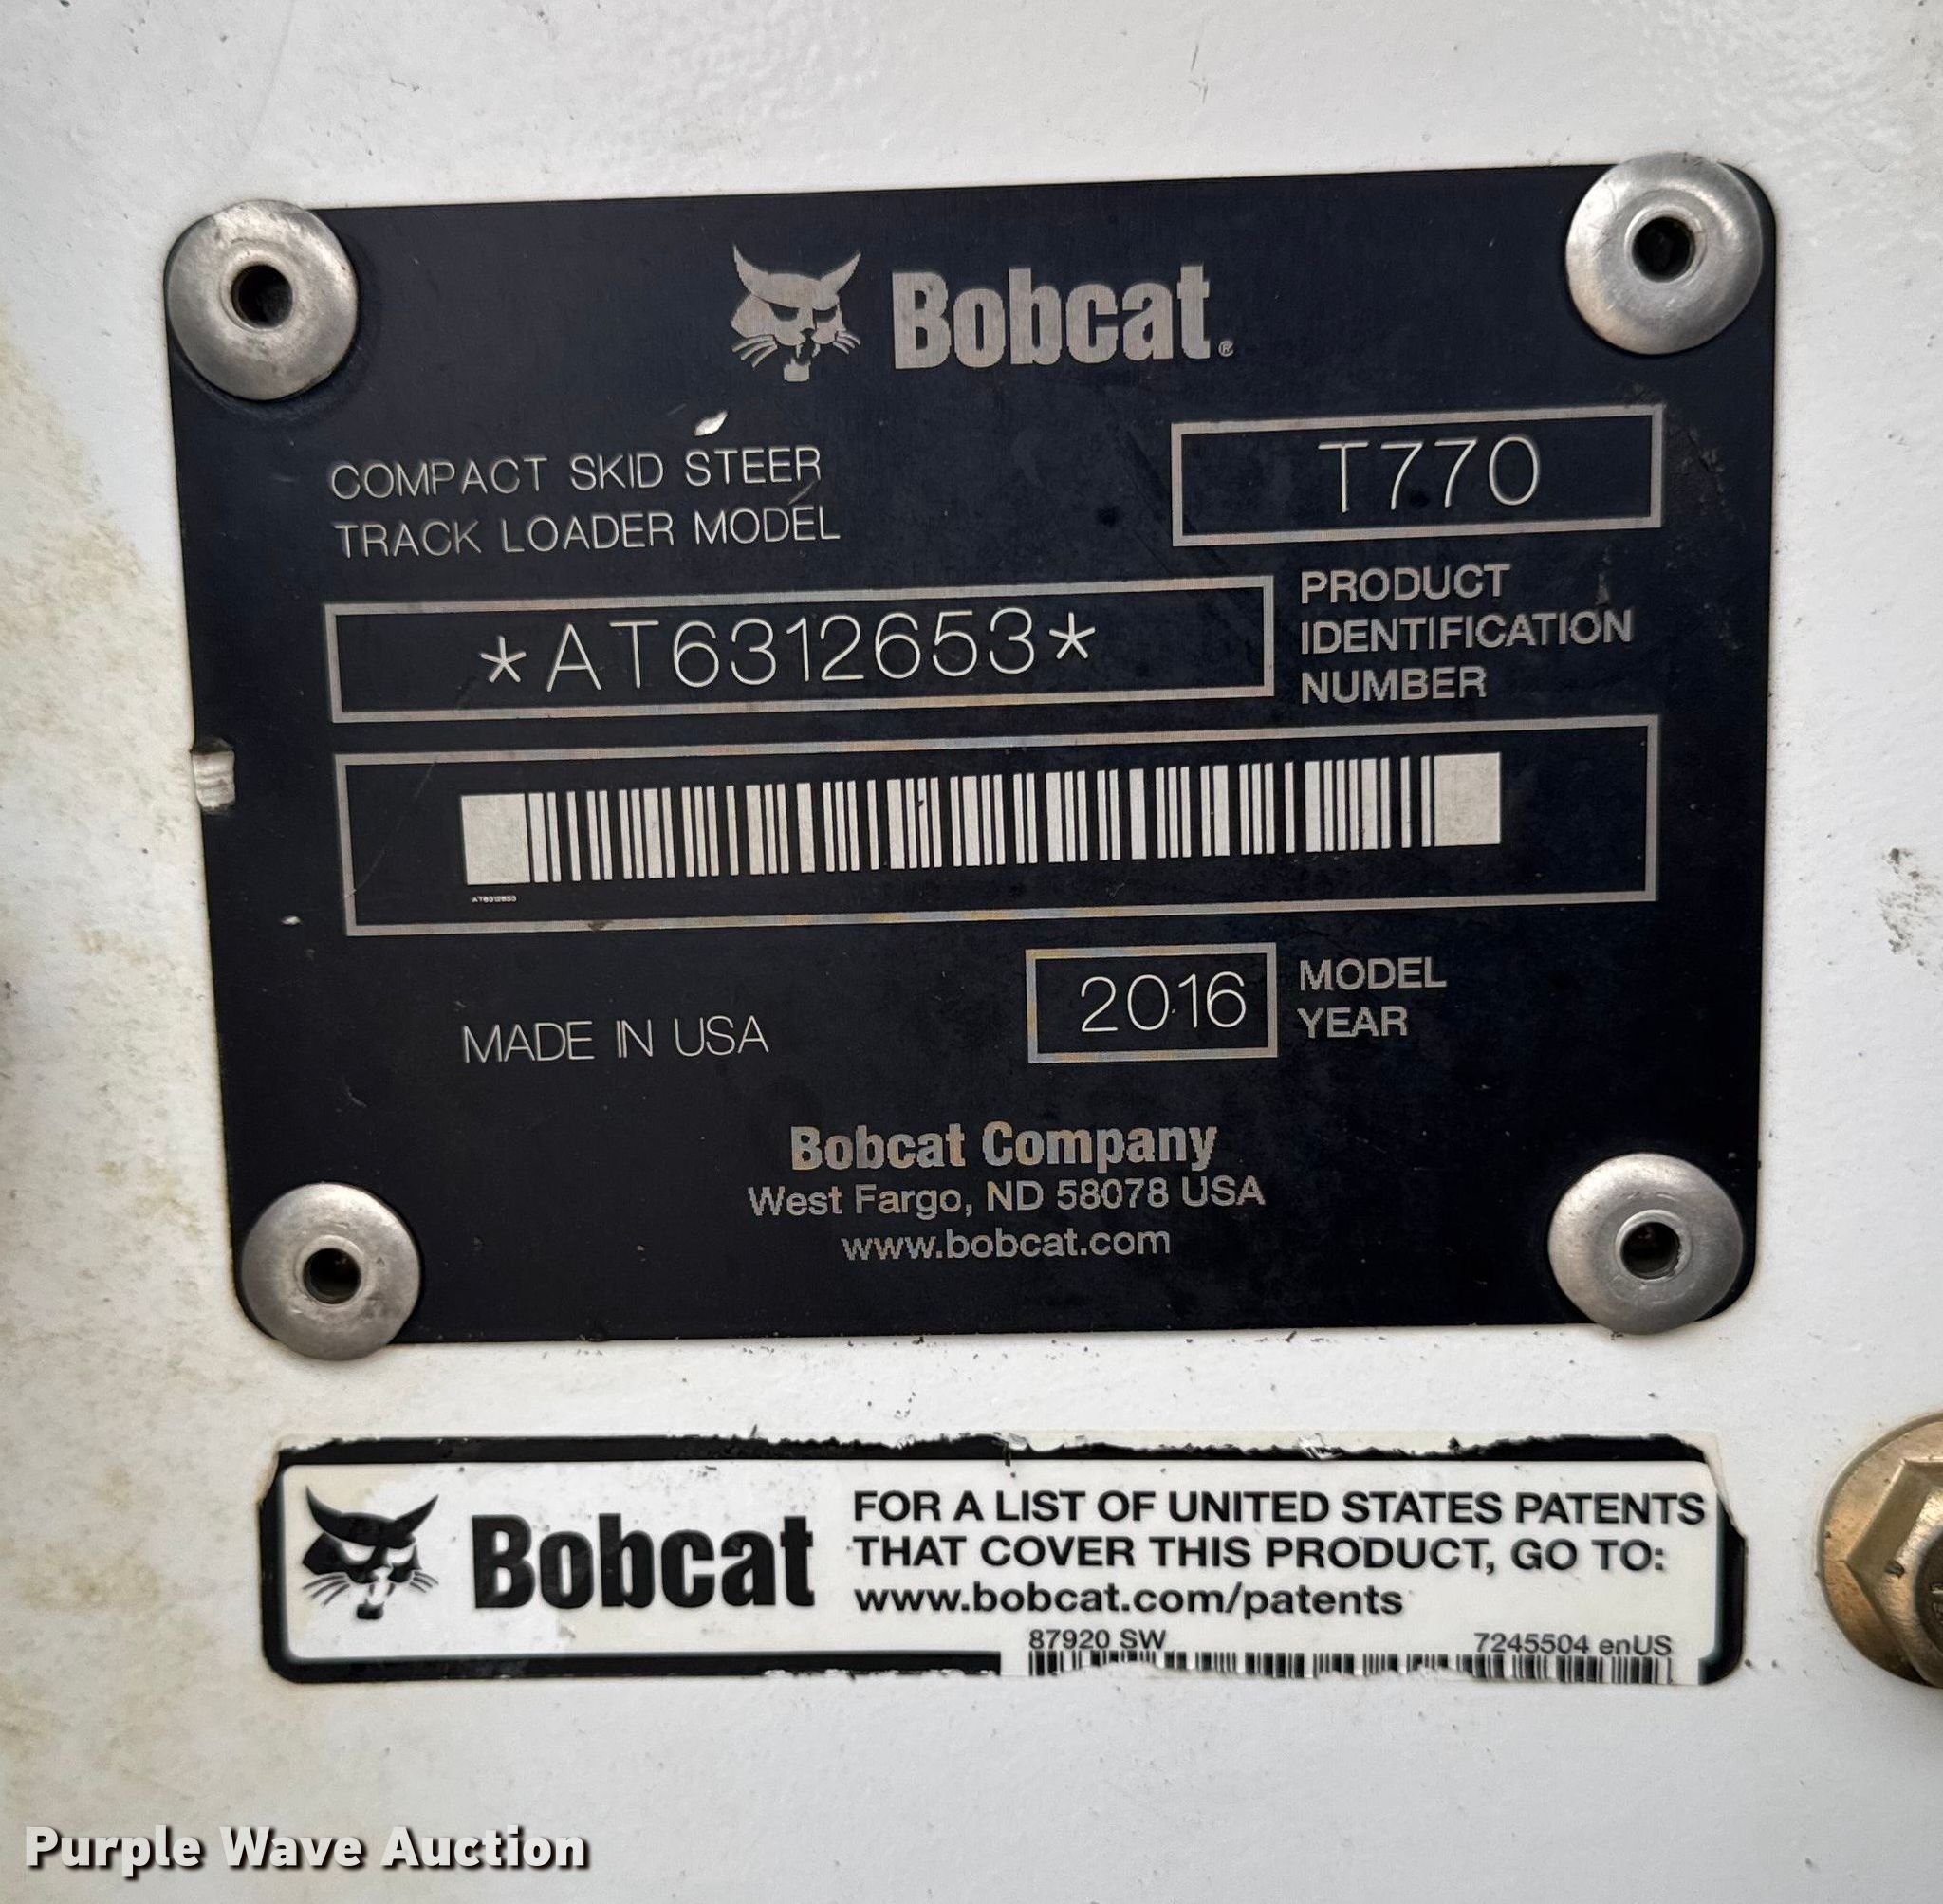 Bobcat®
COMPACT SKID STEER
TRACK LOADER MODEL
T770
*AT6312653*
PRODUCT
IDENTIFICATION
NUMBER
AT6312653
MADE IN USA
2016
MODEL
YEAR
Bobcat Company
West Fargo, ND 58078 USA
www.bobcat.com
Bobcat
FOR A LIST OF UNITED STATES PATENTS
THAT COVER THIS PRODUCT, GO TO:
www.bobcat.com/patents
87920 SW
7245504 enUS
Purple Wave Auction